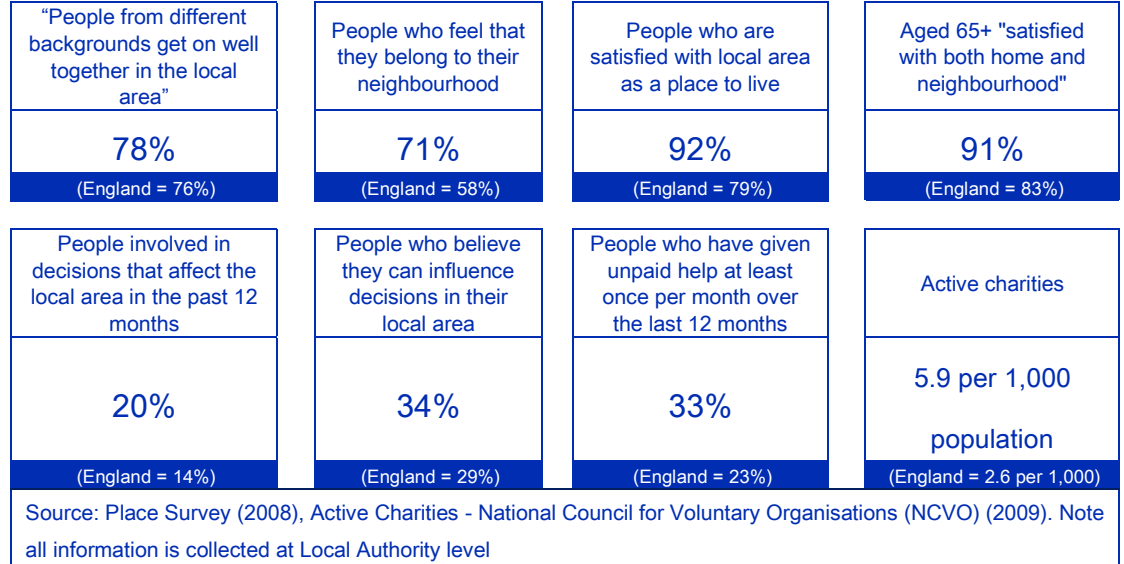 “People from different
backgrounds get on well
together in the local
area”
78%
(England = 76%)
People who feel that
they belong to their
neighbourhood
71%
(England = 58%)
People who are
satisfied with local area
as a place to live
92%
(England = 79%)
Aged 65+ "satisfied
with both home and
neighbourhood"
91%
(England = 83%)
People involved in
decisions that affect the
local area in the past 12
months
20%
(England = 14%)
People who believe
they can influence
decisions in their
local area
34%
(England = 29%)
People who have given
unpaid help at least
once per month over
the last 12 months
33%
(England = 23%)
Active charities
5.9 per 1,000
population
(England = 2.6 per 1,000)
Source: Place Survey (2008), Active Charities - National Council for Voluntary Organisations (NCVO) (2009). Note
all information is collected at Local Authority level